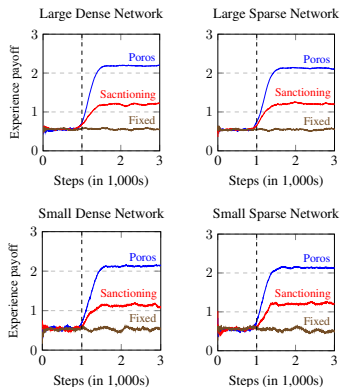 Large Dense Network
Large Sparse Network
Experience payoff
3
2
1
0
Poros
Sacntioning
Fixed
0 1 2 3
Steps (in 1,000s)
3
2
1
0
Poros
Sanctioning
Fixed
0 1 2 3
Steps (in 1,000s)
Small Dense Network
Small Sparse Network
Experience payoff
3
2
1
0
Poros
Sanctioning
Fixed
0 1 2 3
Steps (in 1,000s)
3
2
1
0
Poros
Sanctioning
Fixed
0 1 2 3
Steps (in 1,000s)